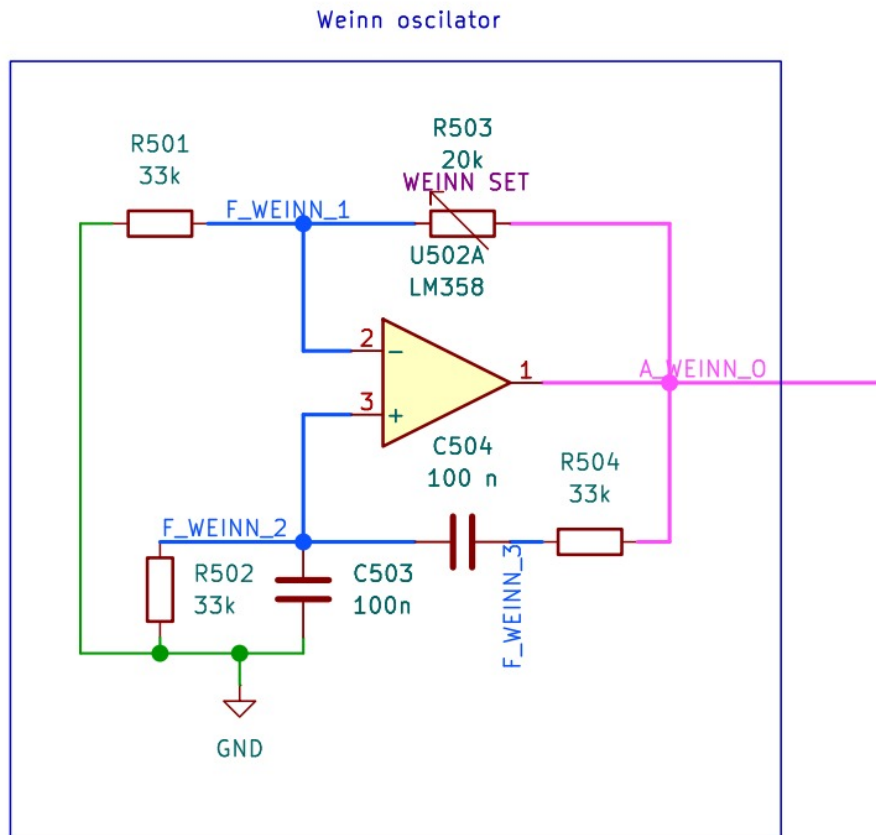 Weinn oscilator
R501
33k
R503
20k
WEINN SET
F_WEINN_1
U502A
LM358
2
-
1
A_WEINN_O
3
+
C504
100 n
R504
33k
F_WEINN_2
R502
33k
C503
100n
F_WEINN_3
GND